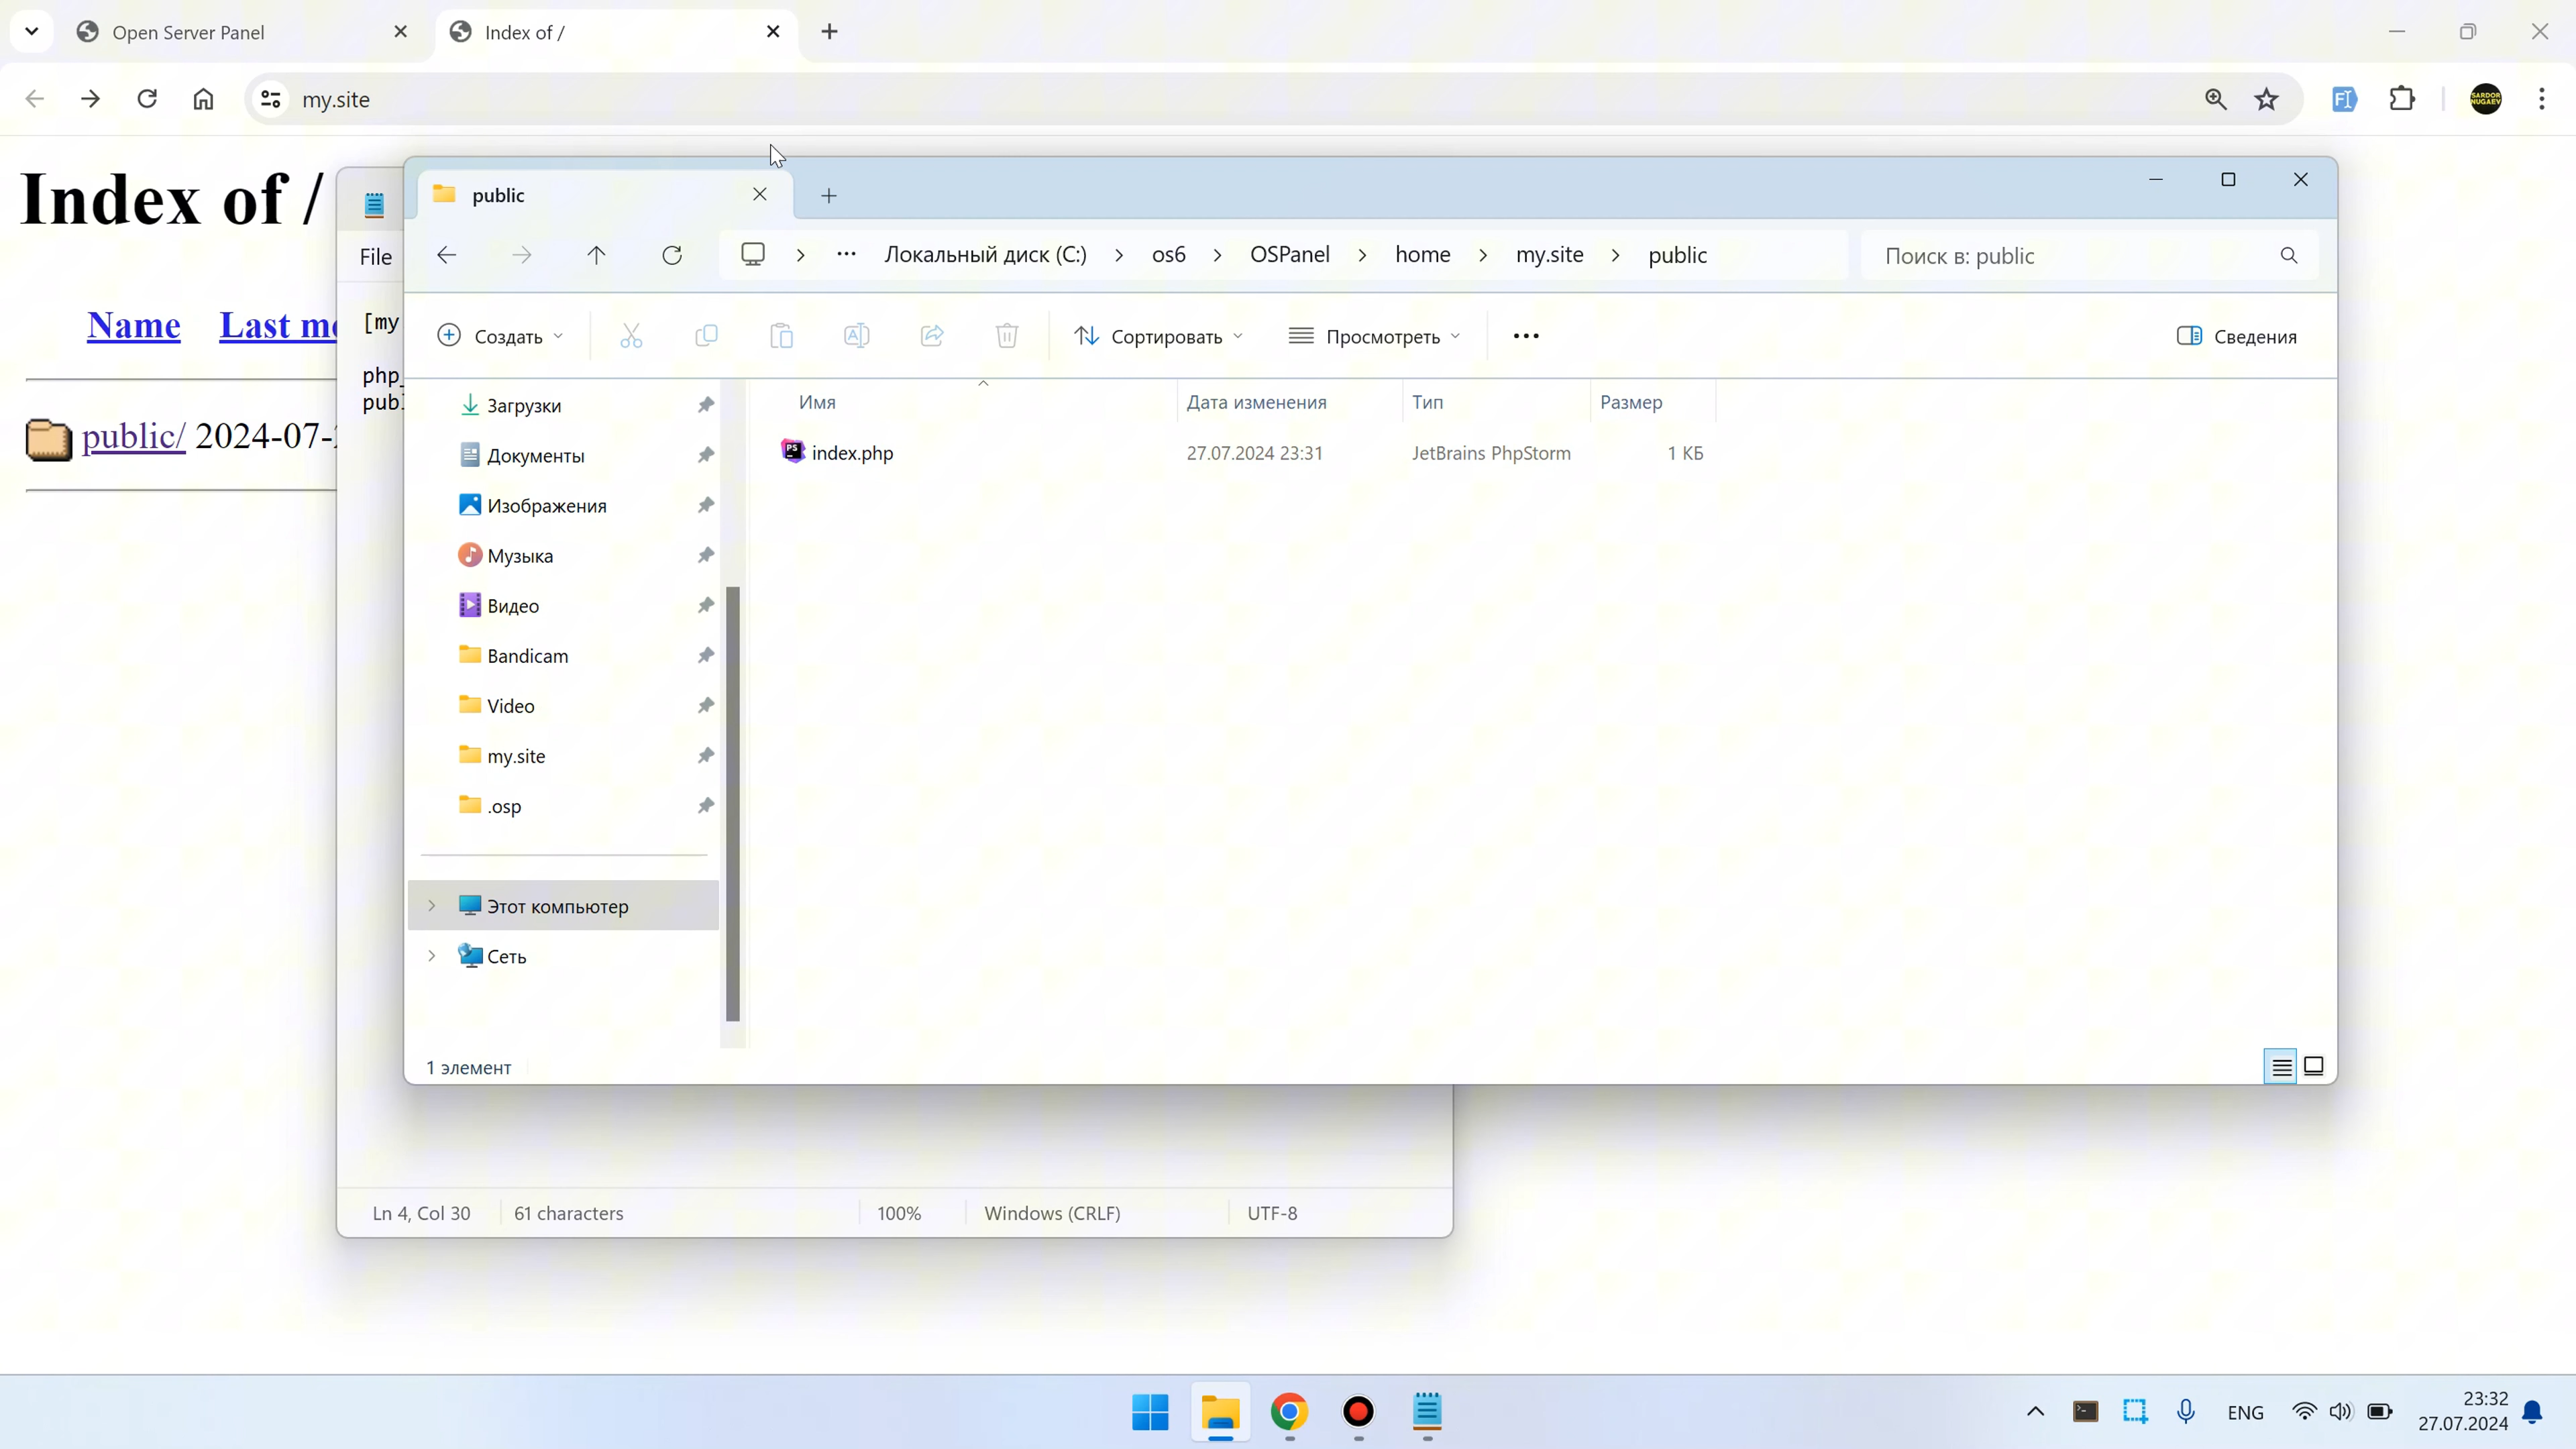 Open Server Panel
Index of /
my.site
SARDOR
NUGAEV
Index of /
Name
public/ 2024-07-
File
[my
php_
public
Локальный диск (C:)
os6
OSPanel
home
my.site
public
Поиск в: public
Создать
Сортировать
Просмотреть
Сведения
Загрузки
Документы
Изображения
Музыка
Видео
Bandicam
Video
my.site
.osp
Этот компьютер
Сеть
Имя
Дата изменения
Тип
Размер
index.php
27.07.2024 23:31
JetBrains PhpStorm
1 КБ
1 элемент
Ln 4, Col 30
61 characters
100%
Windows (CRLF)
UTF-8
ENG
23:32
27.07.2024